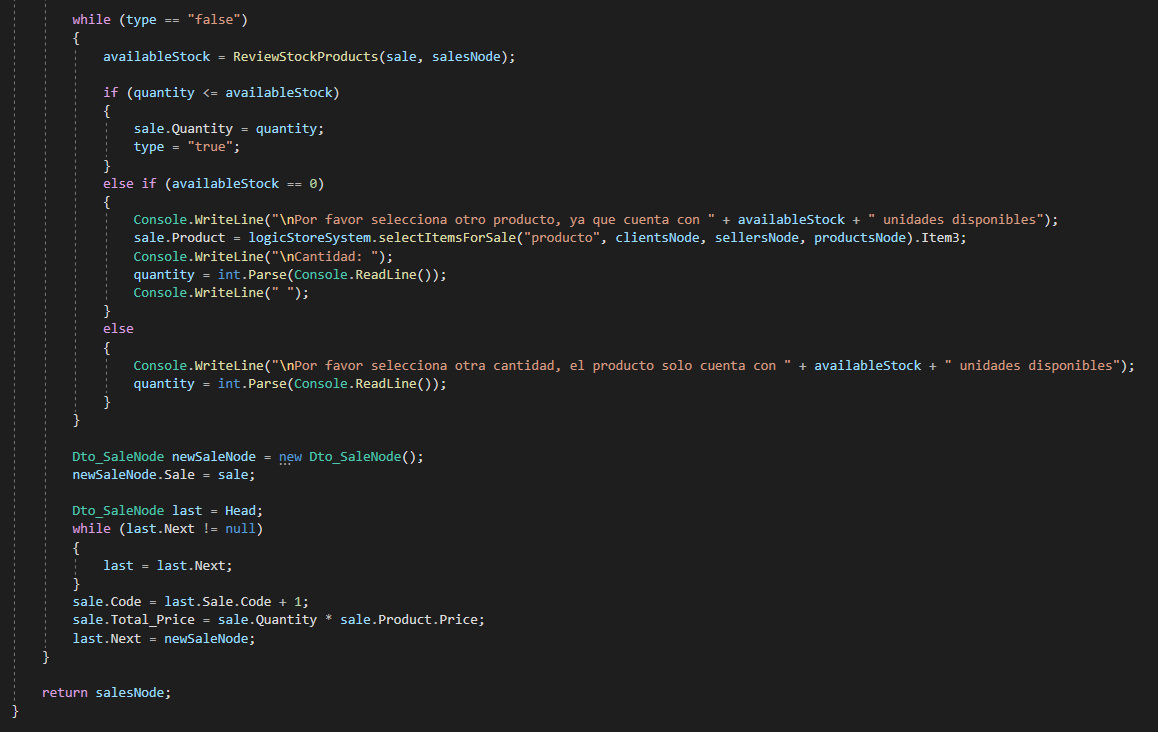 while (type == "false")
{
availableStock = ReviewStockProducts(sale, salesNode);
if (quantity <= availableStock)
{
sale.Quantity = quantity;
type = "true";
}
else if (availableStock == 0)
{
Console.WriteLine("\nPor favor selecciona otro producto, ya que cuenta con " + availableStock + " unidades disponibles");
sale.Product = logicStoreSystem.selectItemsForSale("producto", clientsNode, sellersNode, productsNode).Item3;
Console.WriteLine("\nCantidad: ");
quantity = int.Parse(Console.ReadLine());
Console.WriteLine(" ");
}
else
{
Console.WriteLine("\nPor favor selecciona otra cantidad, el producto solo cuenta con " + availableStock + " unidades disponibles");
quantity = int.Parse(Console.ReadLine());
}
}
Dto_SaleNode newSaleNode = new Dto_SaleNode();
newSaleNode.Sale = sale;
Dto_SaleNode last = Head;
while (last.Next != null)
{
last = last.Next;
}
sale.Code = last.Sale.Code + 1;
sale.Total_Price = sale.Quantity * sale.Product.Price;
last.Next = newSaleNode;
}
return salesNode;
}